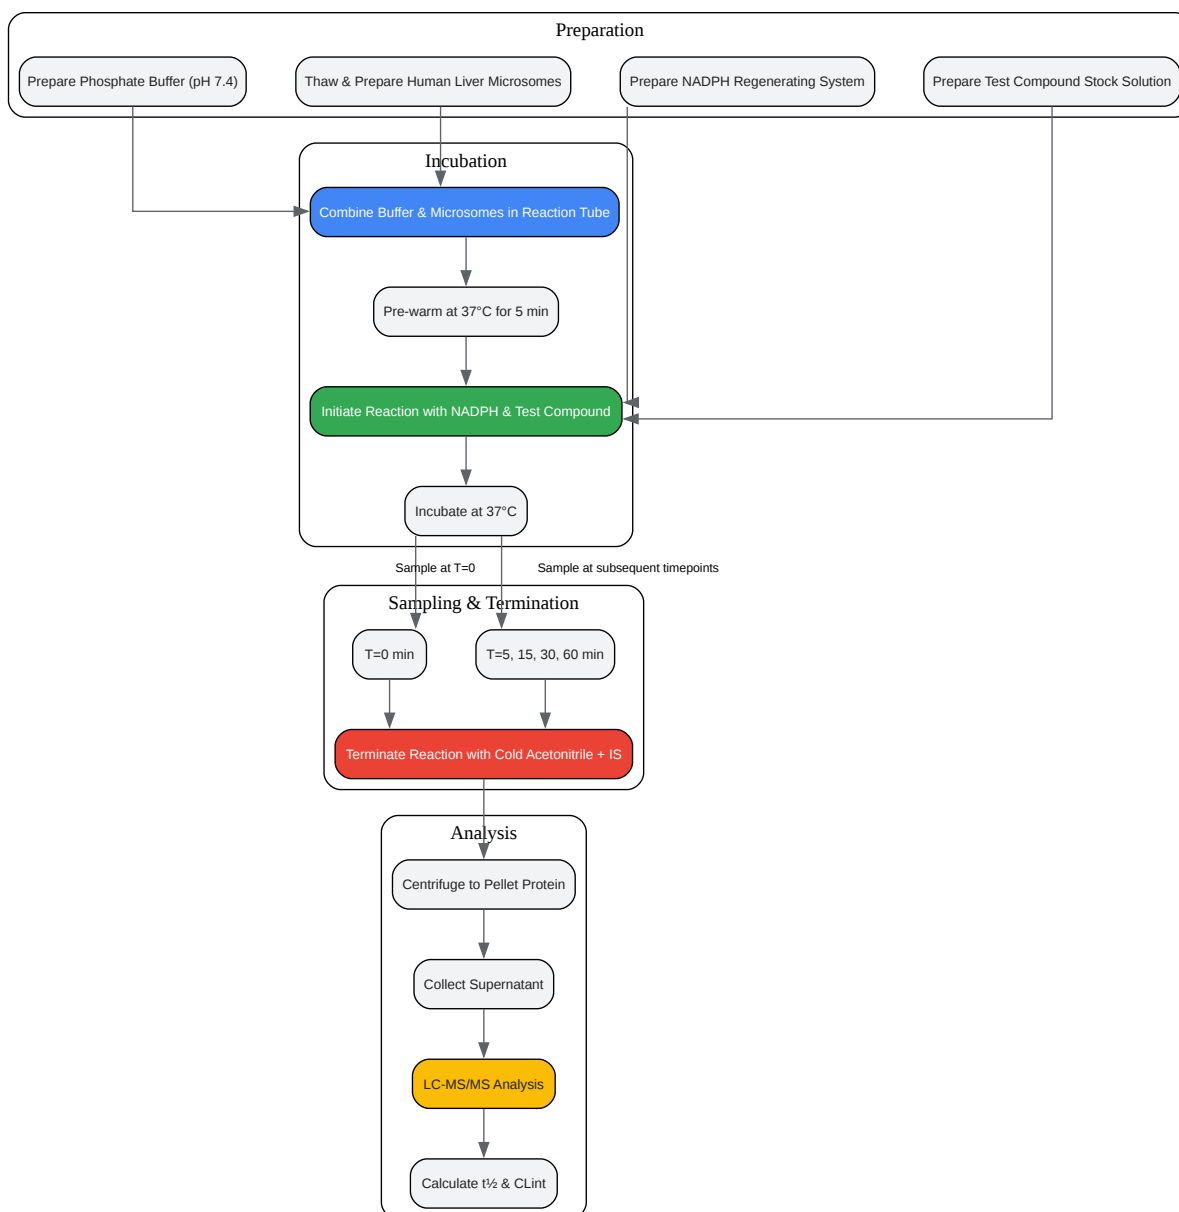 Preparation
Prepare Phosphate Buffer (pH 7.4)
Thaw & Prepare Human Liver Microsomes
Prepare NADPH Regenerating System
Prepare Test Compound Stock Solution
Incubation
Combine Buffer & Microsomes in Reaction Tube
Pre-warm at 37°C for 5 min
Initiate Reaction with NADPH & Test Compound
Incubate at 37°C
Sample at T=0
Sample at subsequent timepoints
Sampling & Termination
T=0 min
T=5, 15, 30, 60 min
Terminate Reaction with Cold Acetonitrile + IS
Analysis
Centrifuge to Pellet Protein
Collect Supernatant
LC-MS/MS Analysis
Calculate t½ & CLint